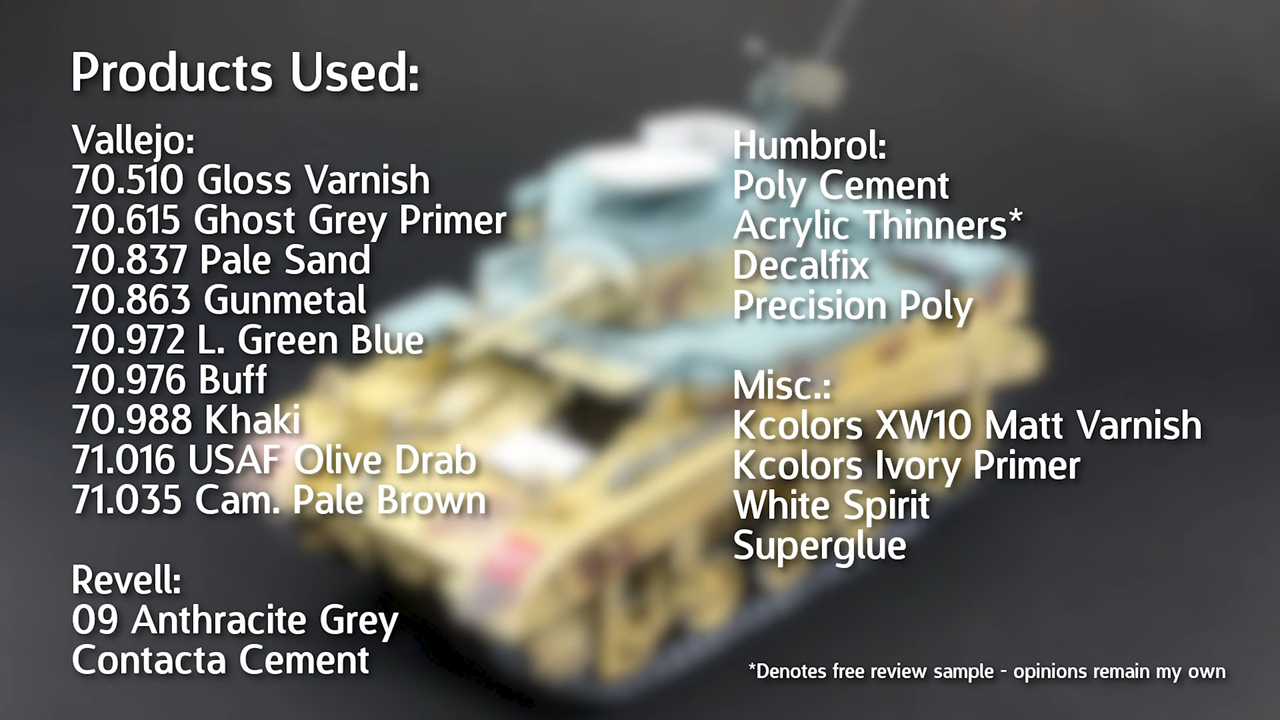 Products Used:
Vallejo:
70.510 Gloss Varnish
70.615 Ghost Grey Primer
70.837 Pale Sand
70.863 Gunmetal
70.972 L. Green Blue
70.976 Buff
70.988 Khaki
71.016 USAF Olive Drab
71.035 Cam. Pale Brown
Revell:
09 Anthracite Grey
Contacta Cement
Humbrol:
Poly Cement
Acrylic Thinners*
Decalfix
Precision Poly
Misc.:
Kcolors XW10 Matt Varnish
Kcolors Ivory Primer
White Spirit
Superglue
*Denotes free review sample - opinions remain my own